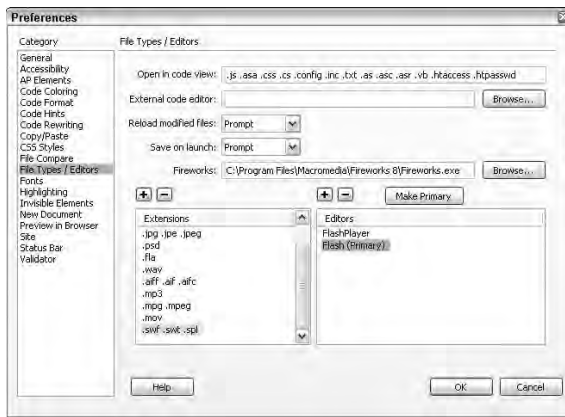 Preferences
Category
File Types / Editors
General
Accessibility
AP Elements
Code Coloring
Code Format
Code Hints
Code Rewriting
Copy/Paste
CSS Styles
File Compare
File Types / Editors
Fonts
Highlighting
Invisible Elements
New Document
Preview in Browser
Site
Status Bar
Validator
Open in code view: .js .asa .css .cs .config .inc .txt .as .asc .asr .vb .htaccess .htpasswd
External code editor: Browse...
Reload modified files: Prompt
Save on launch: Prompt
Fireworks: C:\Program Files\Macromedia\Fireworks 8\Fireworks.exe Browse...
+ − + − Make Primary
Extensions Editors
.jpg .jpe .jpeg FlashPlayer
.psd Flash (Primary)
.fla
.wav
.aiff .aif .aifc
.mp3
.mpg .mpeg
.mov
.swf .swt .spl
Help OK Cancel